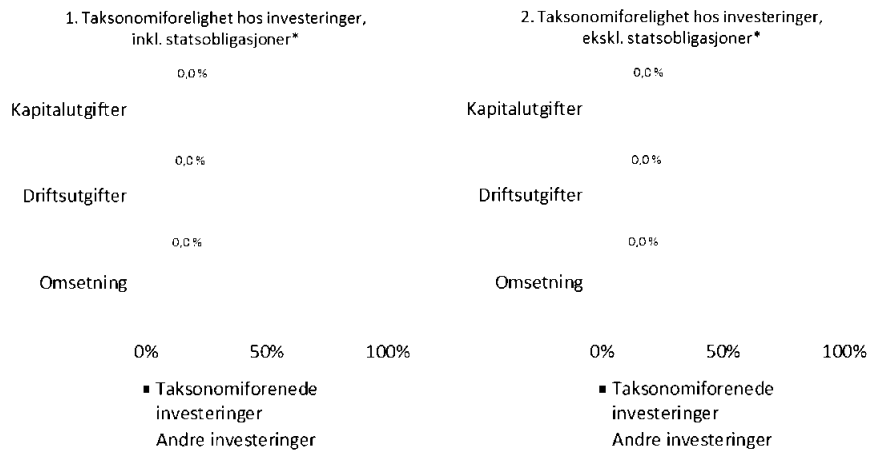 1. Taksonomiforelighet hos investeringer,
inkl. statsobligasjoner*
0,0 %
Kapitalutgifter
0,0 %
Driftsutgifter
0,0 %
Omsetning
0% 50% 100%
Taksonomiforenede
investeringer
Andre investeringer
2. Taksonomiforelighet hos investeringer,
ekskl. statsobligasjoner*
0,0 %
Kapitalutgifter
0,0 %
Driftsutgifter
0,0 %
Omsetning
0% 50% 100%
Taksonomiforenede
investeringer
Andre investeringer